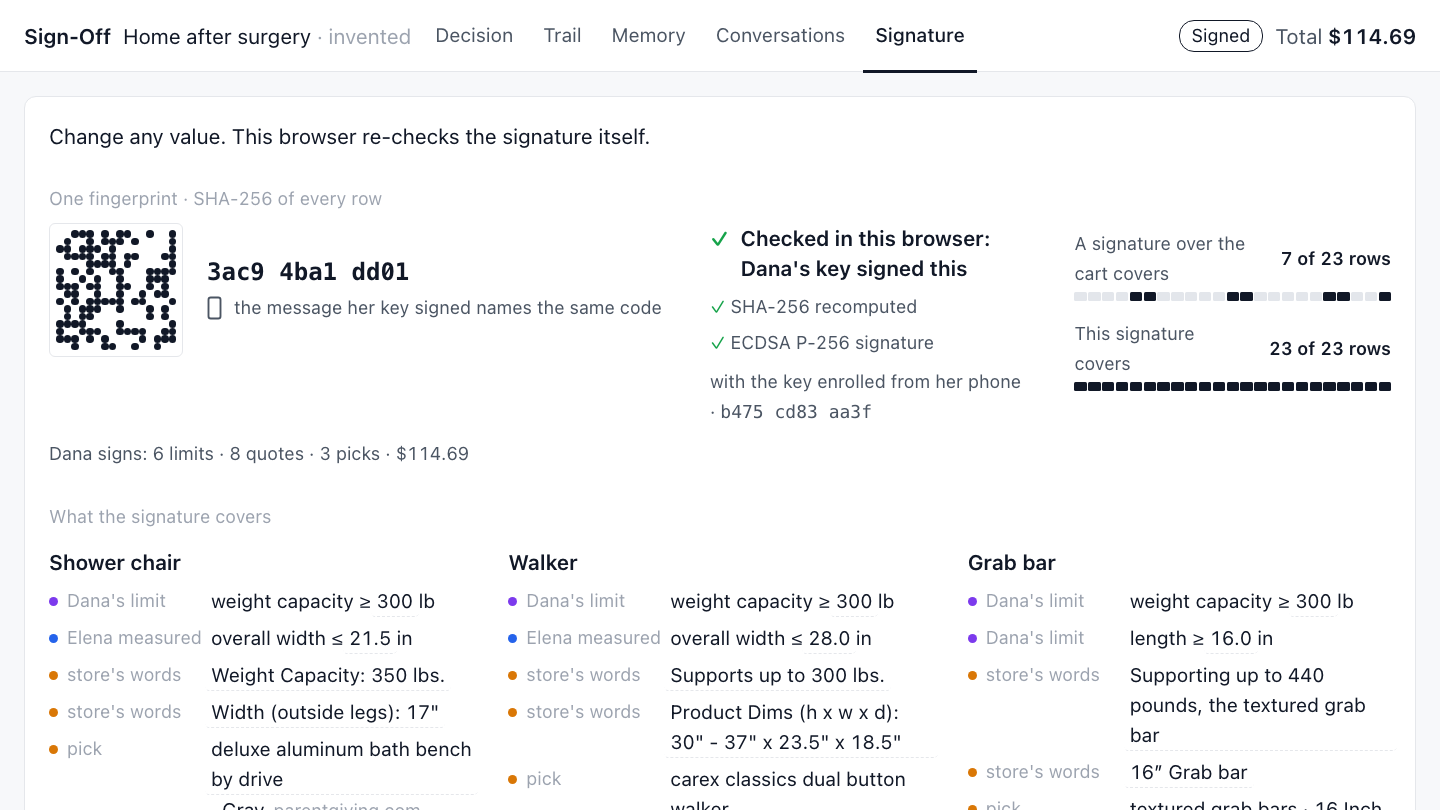 Sign-Off Home after surgery · invented Decision Trail Memory Conversations Signature Signed Total $114.69
Change any value. This browser re-checks the signature itself.
One fingerprint · SHA-256 of every row
3ac9 4ba1 dd01
the message her key signed names the same code
Checked in this browser:
Dana's key signed this
SHA-256 recomputed
ECDSA P-256 signature
with the key enrolled from her phone
· b475 cd83 aa3f
A signature over the
cart covers
7 of 23 rows
This signature
covers
23 of 23 rows
Dana signs: 6 limits · 8 quotes · 3 picks · $114.69
What the signature covers
Shower chair
Dana's limit weight capacity ≥ 300 lb
Elena measured overall width ≤ 21.5 in
store's words Weight Capacity: 350 lbs.
store's words Width (outside legs): 17"
pick deluxe aluminum bath bench
by drive
· Gray parentgiving.com
Walker
Dana's limit weight capacity ≥ 300 lb
Elena measured overall width ≤ 28.0 in
store's words Supports up to 300 lbs.
store's words Product Dims (h x w x d):
30" - 37" x 23.5" x 18.5"
pick carex classics dual button
walker
Grab bar
Dana's limit weight capacity ≥ 300 lb
Dana's limit length ≥ 16.0 in
store's words Supporting up to 440
pounds, the textured grab
bar
store's words 16” Grab bar
pick textured grab bars · 16 Inch